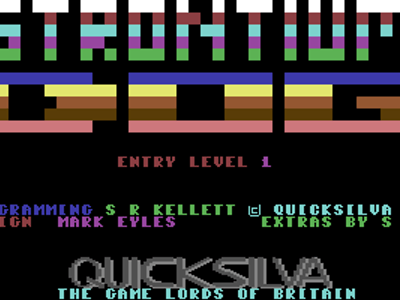 STRONTIUM
DOG
ENTRY LEVEL 1
GRAMMING S R KELLETT (C) QUICKSILVA
IGN MARK EYLES EXTRAS BY S
QUICKSILVA
THE GAME LORDS OF BRITAIN